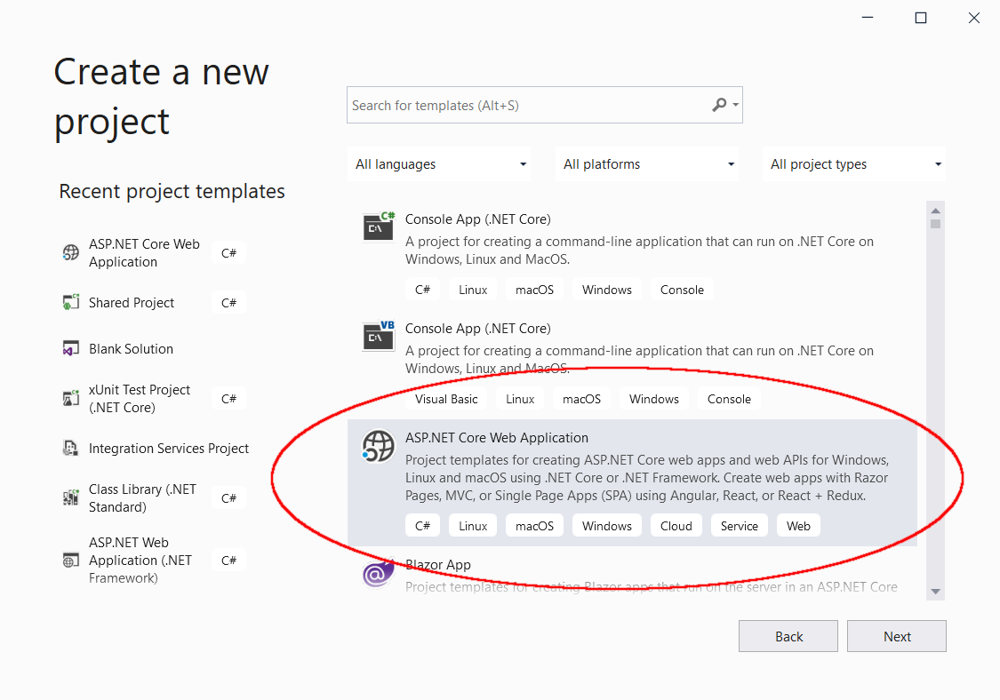 Create a new
project
Search for templates (Alt+S)
All languages
All platforms
All project types
Recent project templates
ASP.NET Core Web
Application
C#
Shared Project
C#
Blank Solution
xUnit Test Project
(.NET Core)
C#
Integration Services Project
Class Library (.NET
Standard)
C#
ASP.NET Web
Application (.NET
Framework)
C#
C#
Console App (.NET Core)
A project for creating a command-line application that can run on .NET Core on
Windows, Linux and MacOS.
C# Linux macOS Windows Console
VB
Console App (.NET Core)
A project for creating a command-line application that can run on .NET Core on
Windows, Linux and MacOS.
Visual Basic Linux macOS Windows Console
ASP.NET Core Web Application
Project templates for creating ASP.NET Core web apps and web APIs for Windows,
Linux and macOS using .NET Core or .NET Framework. Create web apps with Razor
Pages, MVC, or Single Page Apps (SPA) using Angular, React, or React + Redux.
C# Linux macOS Windows Cloud Service Web
Blazor App
Project templates for creating Blazor apps that run on the server in an ASP.NET Core
Back
Next